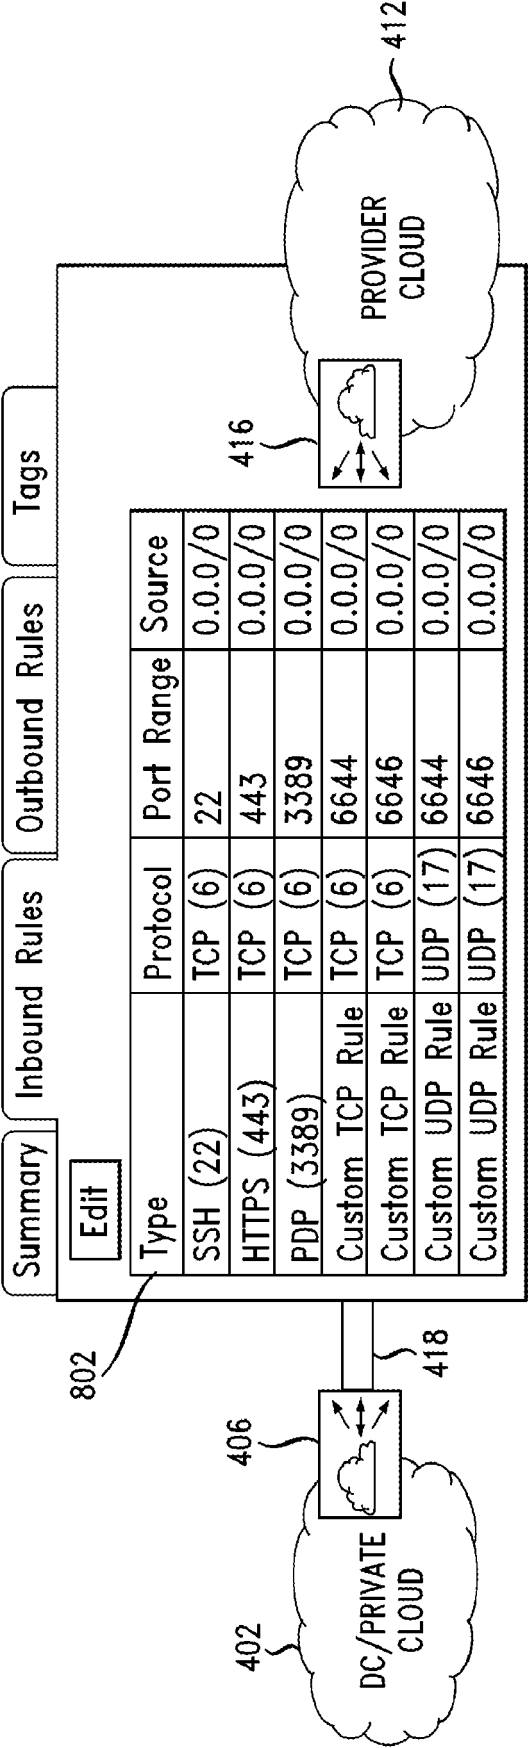 Summary Inbound Rules Outbound Rules Tags
Edit
802
Type Protocol Port Range Source
SSH (22) TCP (6) 22 0.0.0/0
HTTPS (443) TCP (6) 443 0.0.0/0
PDP (3389) TCP (6) 3389 0.0.0/0
Custom TCP Rule TCP (6) 6644 0.0.0/0
Custom TCP Rule TCP (6) 6646 0.0.0/0
Custom UDP Rule UDP (17) 6644 0.0.0/0
Custom UDP Rule UDP (17) 6646 0.0.0/0
402
DC/PRIVATE
CLOUD
406
418
416
PROVIDER
CLOUD
412